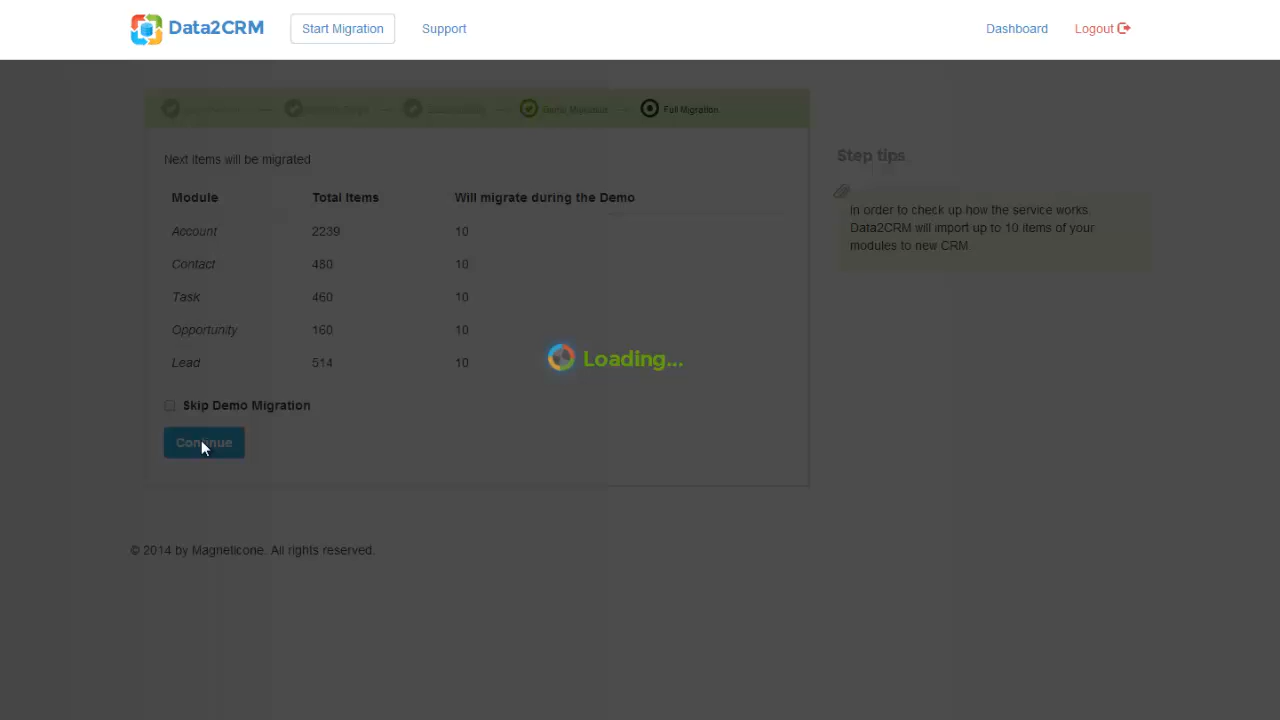 Data2CRM Start Migration Support Dashboard Logout
Demo Migration Full Migration
Next items will be migrated
Step tips
Module Total Items Will migrate during the Demo
In order to check up how the service works
Data2CRM will import up to 10 items of your
modules to new CRM
Account 2239 10
Contact 480 10
Task 460 10
Opportunity 160 10
Lead 514 10
Loading...
Skip Demo Migration
Continue
© 2014 by Magneticone. All rights reserved.